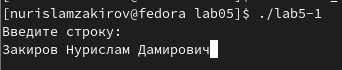 [nurislamzakirov@fedora lab05]$ ./lab5-1
Введите строку:
Закиров Нурислам Дамирович